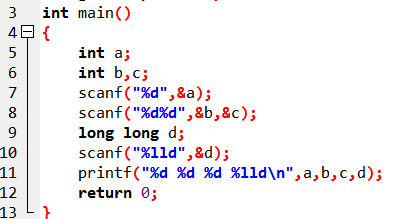 3 int main()
4 {
5 int a;
6 int b,c;
7 scanf("%d",&a);
8 scanf("%d%d",&b,&c);
9 long long d;
10 scanf("%lld",&d);
11 printf("%d %d %d %lld\n",a,b,c,d);
12 return 0;
13 }